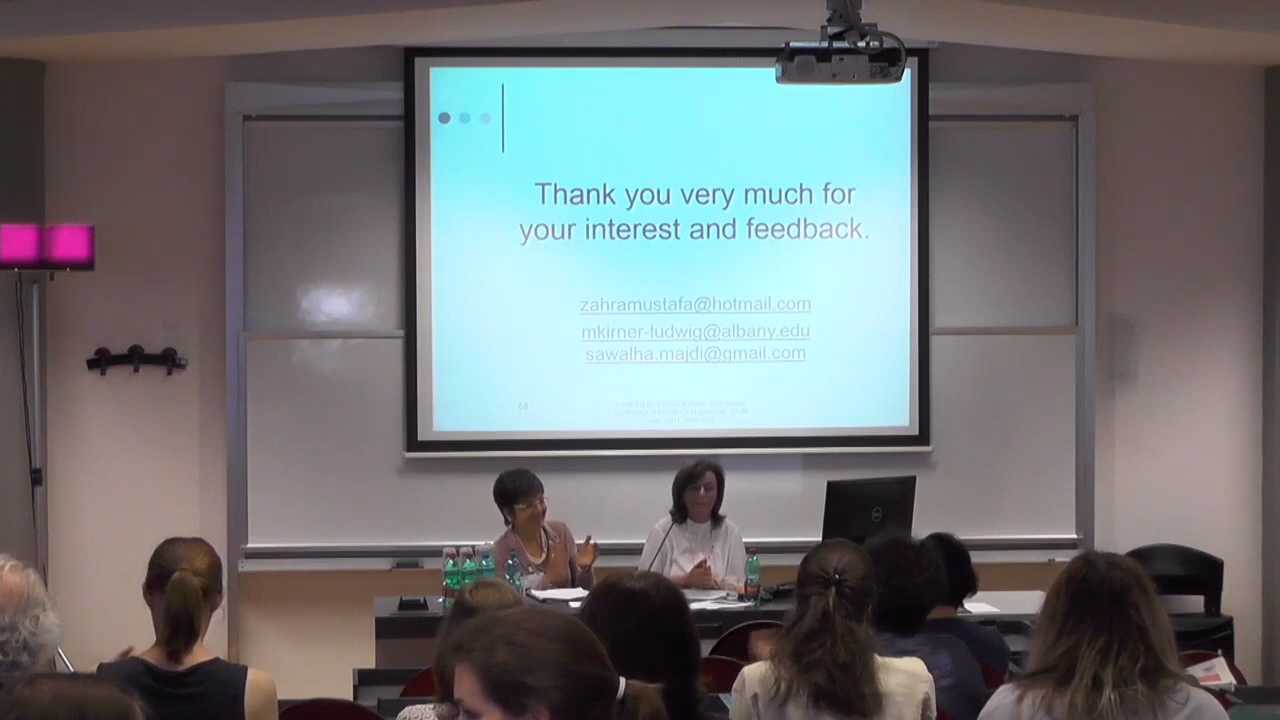 Thank you very much for
your interest and feedback.
zahramustafa@hotmail.com
mkirner-ludwig@albany.edu
sawalha.majdi@gmail.com
DELL